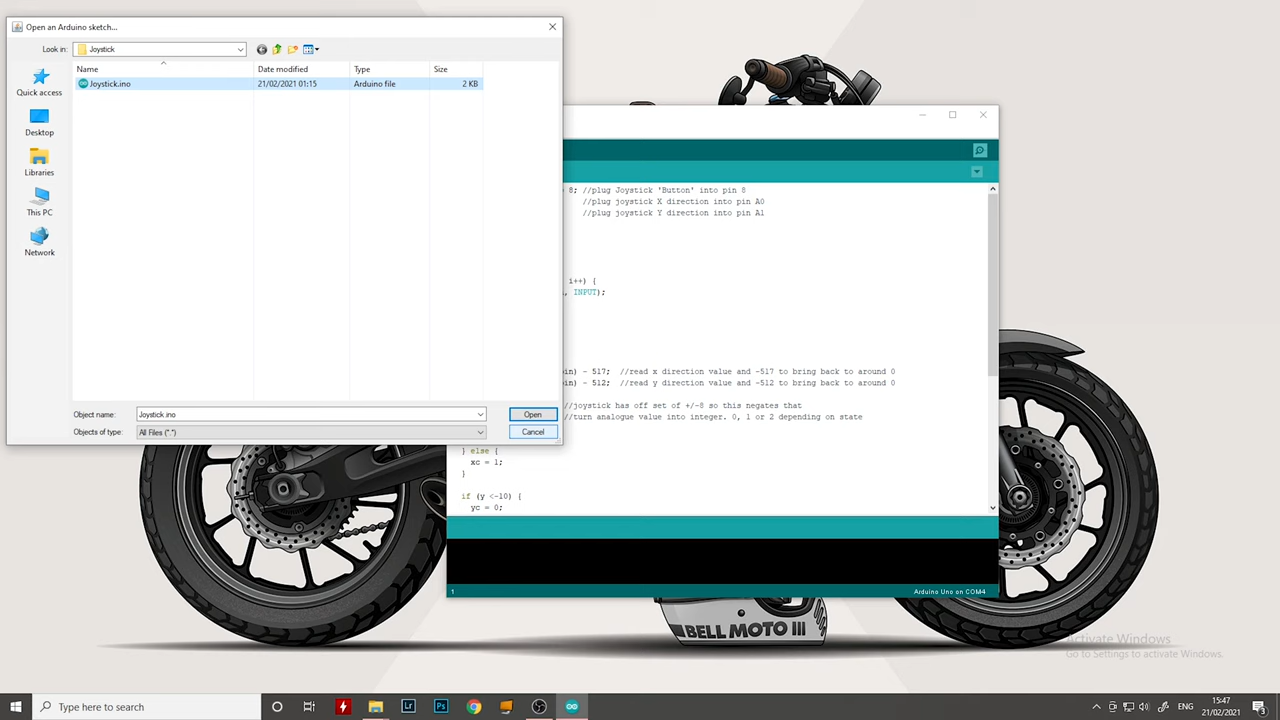 Open an Arduino sketch...
Look in:
Joystick
Name
Date modified
Type
Size
Joystick.ino
21/02/2021 01:15
Arduino file
2 KB
Quick access
Desktop
Libraries
This PC
Network
Object name:
Joystick.ino
Open
Objects of type:
All Files (*.*)
Cancel
8; //plug Joystick 'Button' into pin 8
//plug joystick X direction into pin A0
//plug joystick Y direction into pin A1
i++) {
, INPUT);
in) - 517; //read x direction value and -517 to bring back to around 0
in) - 512; //read y direction value and -512 to bring back to around 0
//joystick has off set of +/-8 so this negates that
//turn analogue value into integer. 0, 1 or 2 depending on state
} else {
xc = 1;
}
if (y <-10) {
yc = 0;
1
Arduino Uno on COM4
BELL MOTO III
Activate Windows
Go to Settings to activate Windows.
Type here to search
Lr
Ps
ENG
15:47
21/02/2021